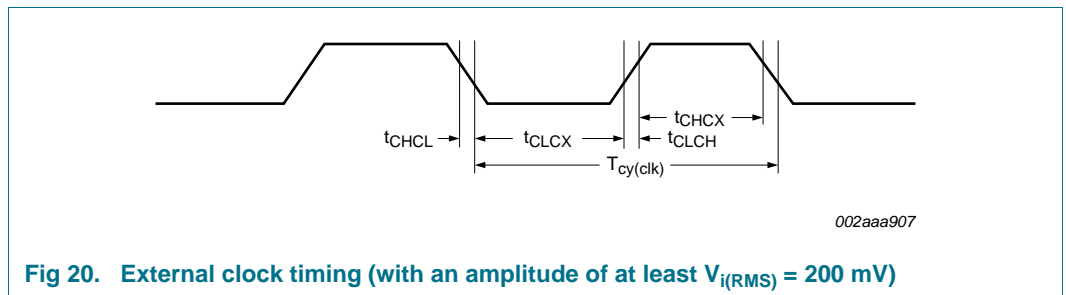 tCHCL
tCLCX
tCHCX
tCLCH
Tcy(clk)
002aaa907
Fig 20. External clock timing (with an amplitude of at least Vi(RMS) = 200 mV)